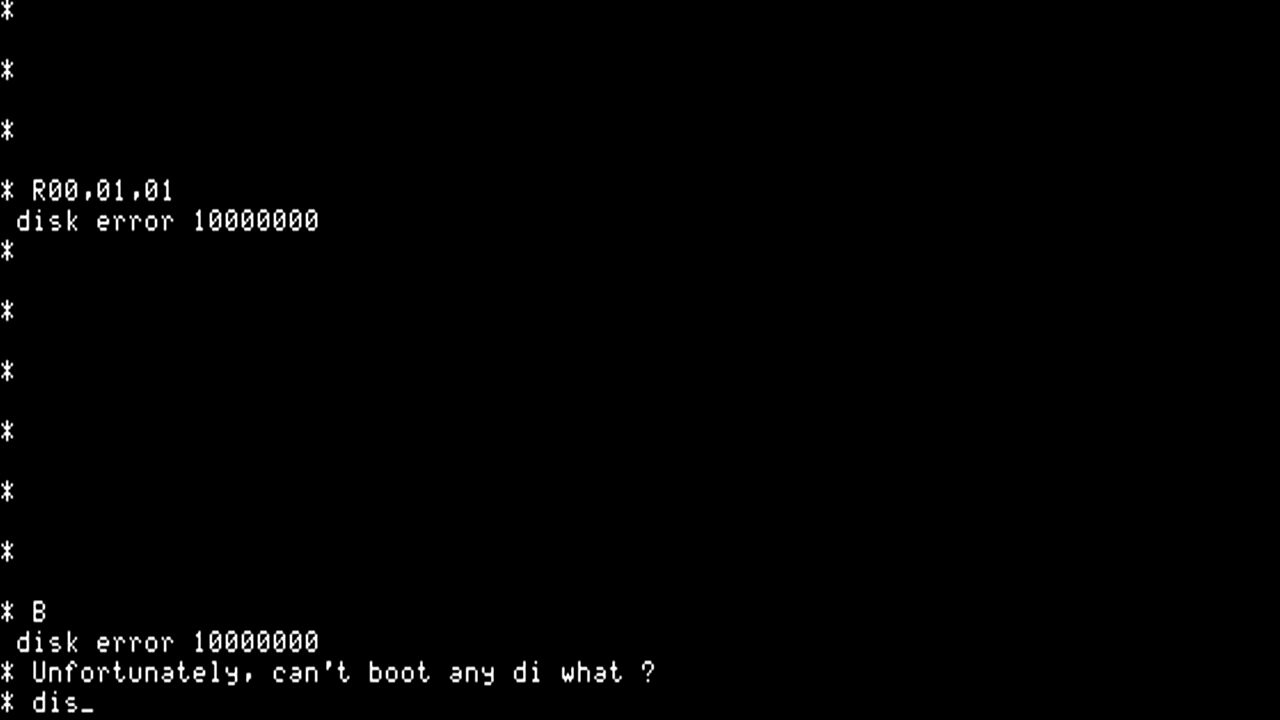 *
*
*
* R00,01,01
disk error 10000000
*
*
*
*
*
*
* B
disk error 10000000
* Unfortunately, can't boot any di what ?
* dis_